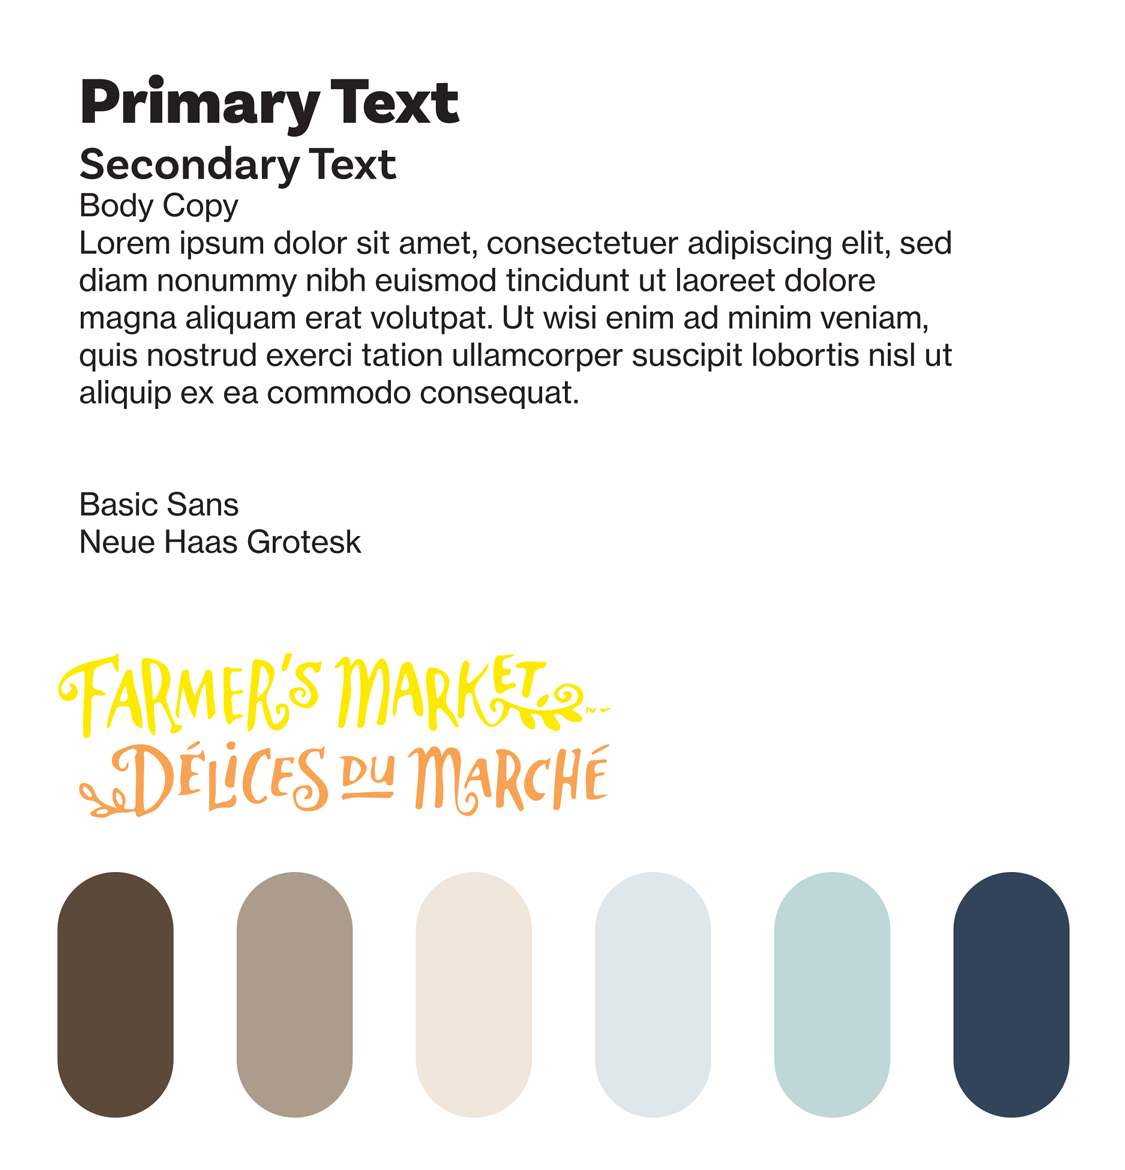 Primary Text
Secondary Text
Body Copy
Lorem ipsum dolor sit amet, consectetuer adipiscing elit, sed
diam nonummy nibh euismod tincidunt ut laoreet dolore
magna aliquam erat volutpat. Ut wisi enim ad minim veniam,
quis nostrud exerci tation ullamcorper suscipit lobortis nisl ut
aliquip ex ea commodo consequat.
Basic Sans
Neue Haas Grotesk
FARMER'S MARKET
DÉLICES DU MARCHÉ